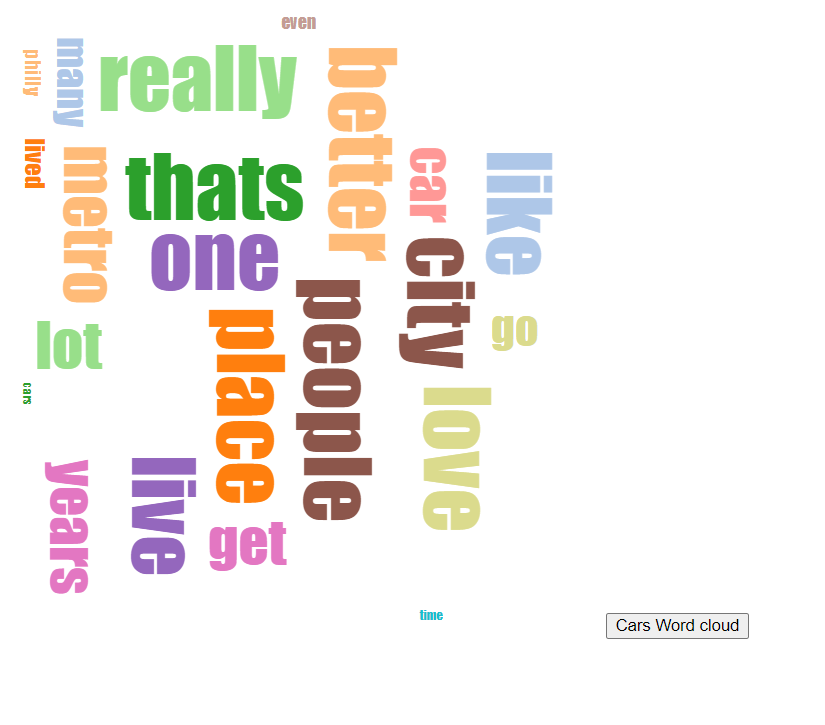 even
many
philly
really
better
lived
metro
thats
car
like
one
city
people
place
go
lot
cars
love
years
live
get
time
Cars Word cloud